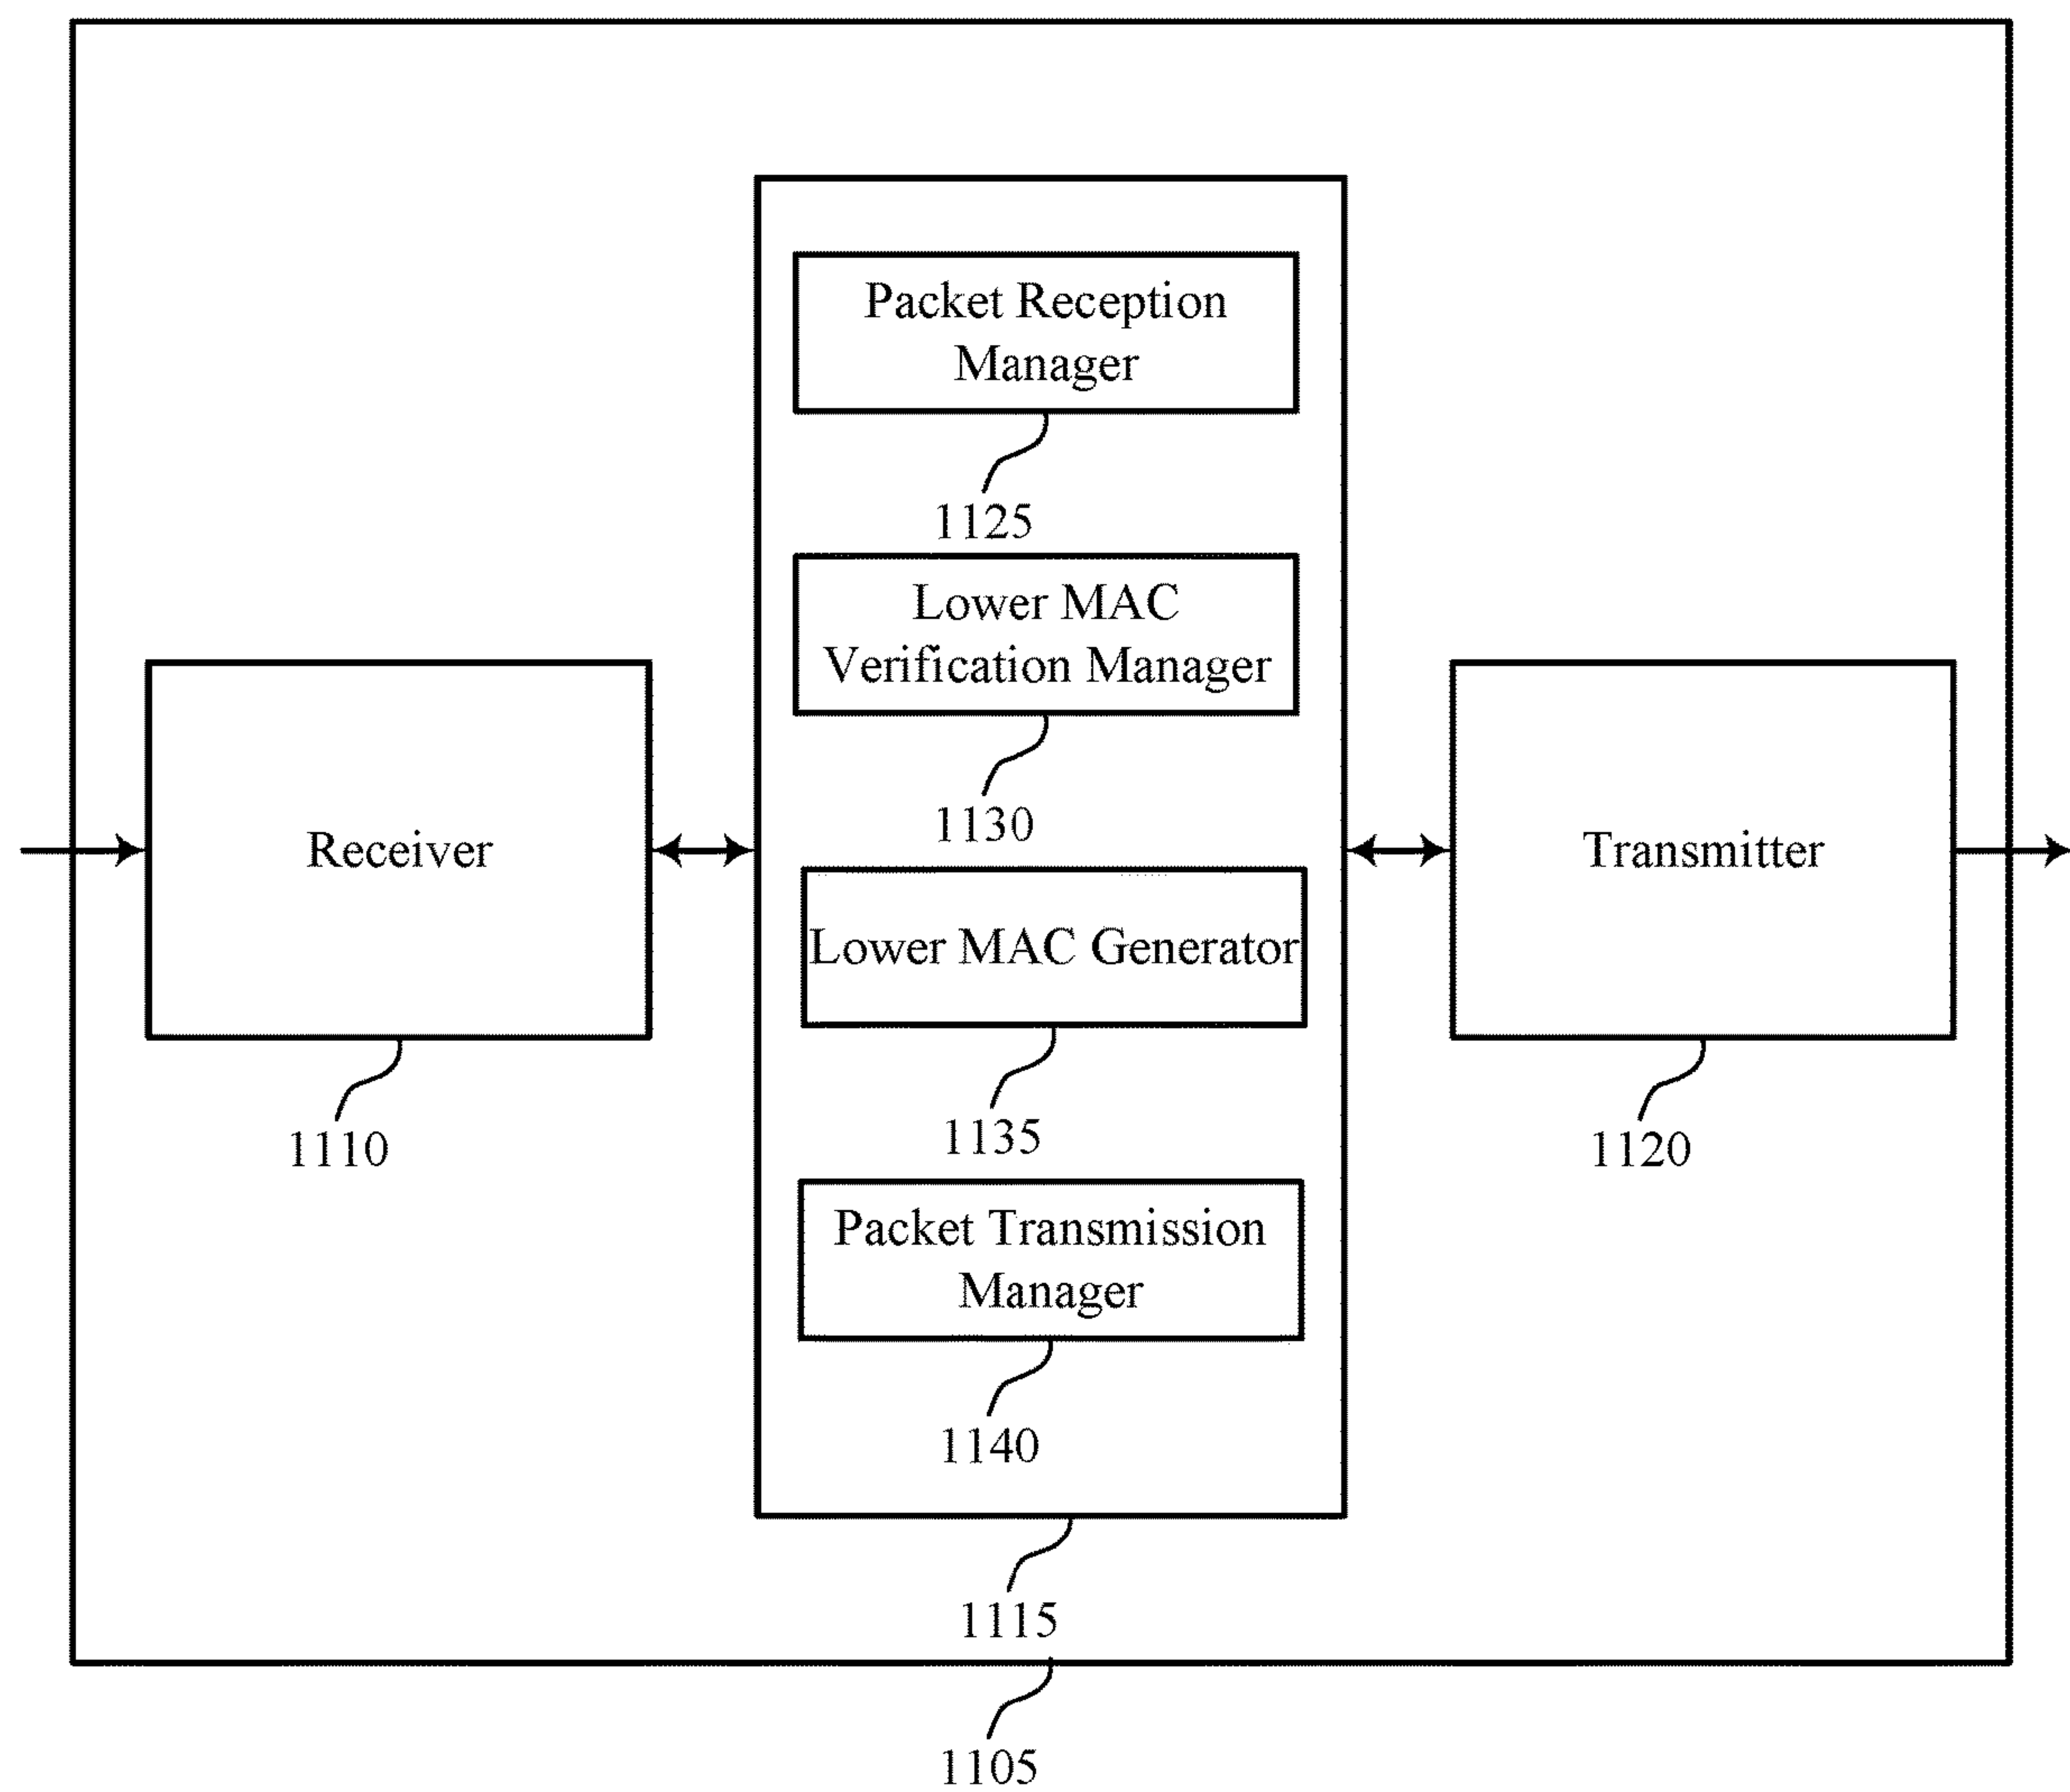 Packet Reception
Manager
1125
Lower MAC
Verification Manager
1130
Receiver
1110
Lower MAC Generator
1135
Packet Transmission
Manager
1140
Transmitter
1120
1115
1105